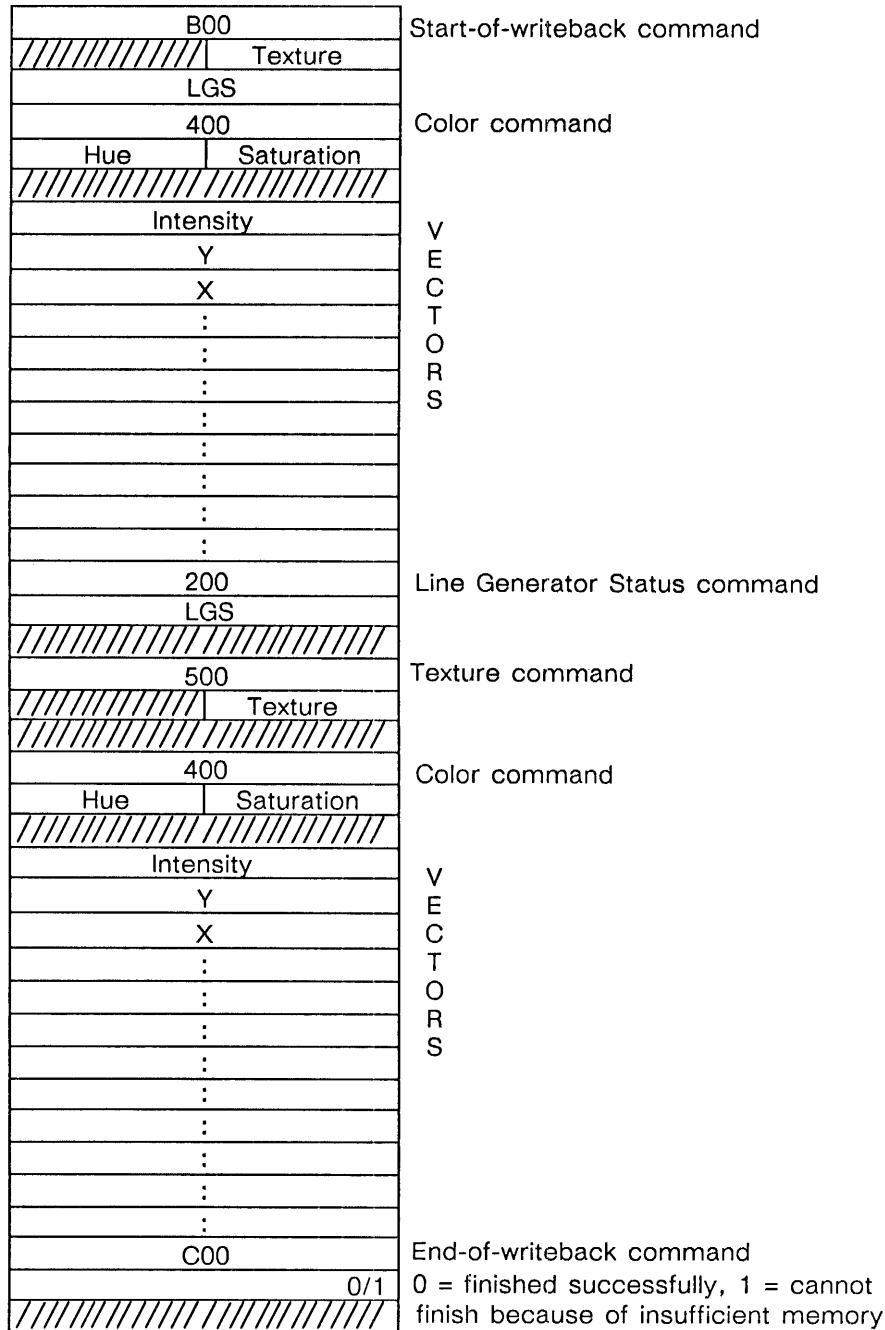 B00 Start-of-writeback command
Texture
LGS
400 Color command
Hue Saturation
Intensity
Y
X
:
:
:
:
:
:
:
:
VECTORS
200 Line Generator Status command
LGS
500 Texture command
Texture
400 Color command
Hue Saturation
Intensity
Y
X
:
:
:
:
:
:
:
:
:
VECTORS
C00 End-of-writeback command
0/1 0 = finished successfully, 1 = cannot
finish because of insufficient memory